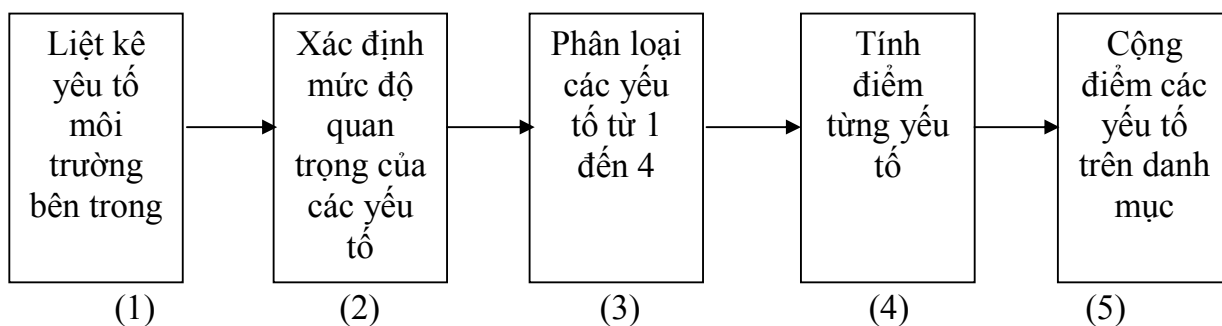 Liệt kê
yêu tố
môi
trường
bên trong
Xác định
mức độ
quan
trọng của
các yếu
tố
Phân loại
các yếu
tố từ 1
đến 4
Tính
điểm
từng yếu
tố
Cộng
điểm các
yếu tố
trên danh
mục
(1) (2) (3) (4) (5)